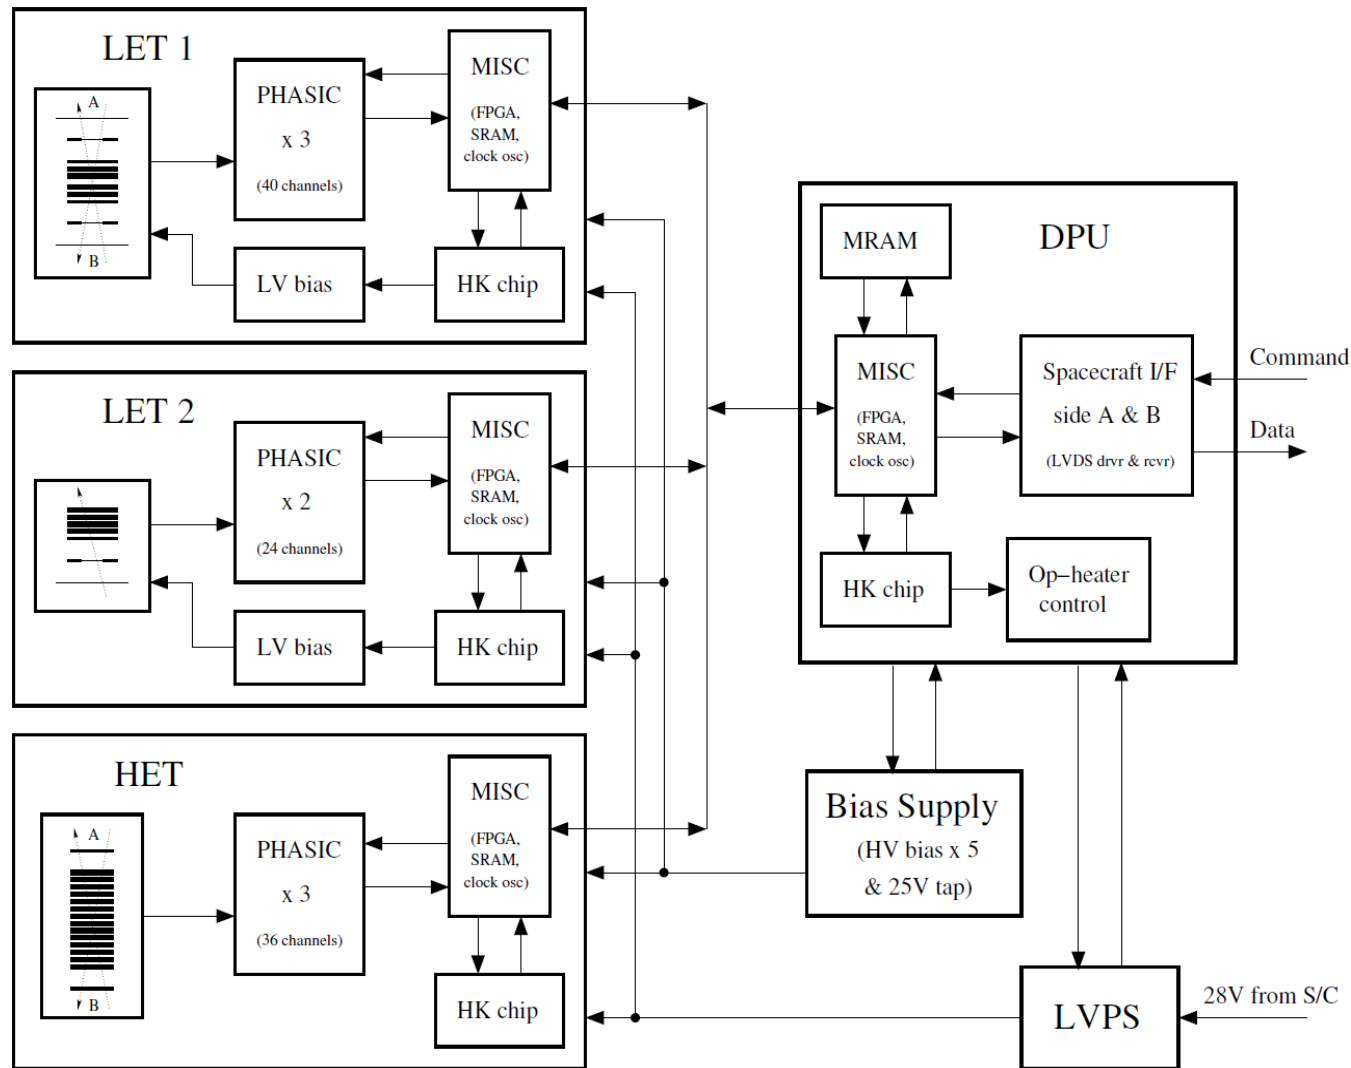 LET 1
A
B
PHASIC
x 3
(40 channels)
MISC
(FPGA,
SRAM,
clock osc)
LV bias
HK chip
LET 2
PHASIC
x 2
(24 channels)
MISC
(FPGA,
SRAM,
clock osc)
LV bias
HK chip
HET
A
B
PHASIC
x 3
(36 channels)
MISC
(FPGA,
SRAM,
clock osc)
HK chip
DPU
MRAM
MISC
(FPGA,
SRAM,
clock osc)
Spacecraft I/F
side A & B
(LVDS drvr & rcvr)
Command
Data
HK chip
Op−heater
control
Bias Supply
(HV bias x 5
& 25V tap)
LVPS
28V from S/C